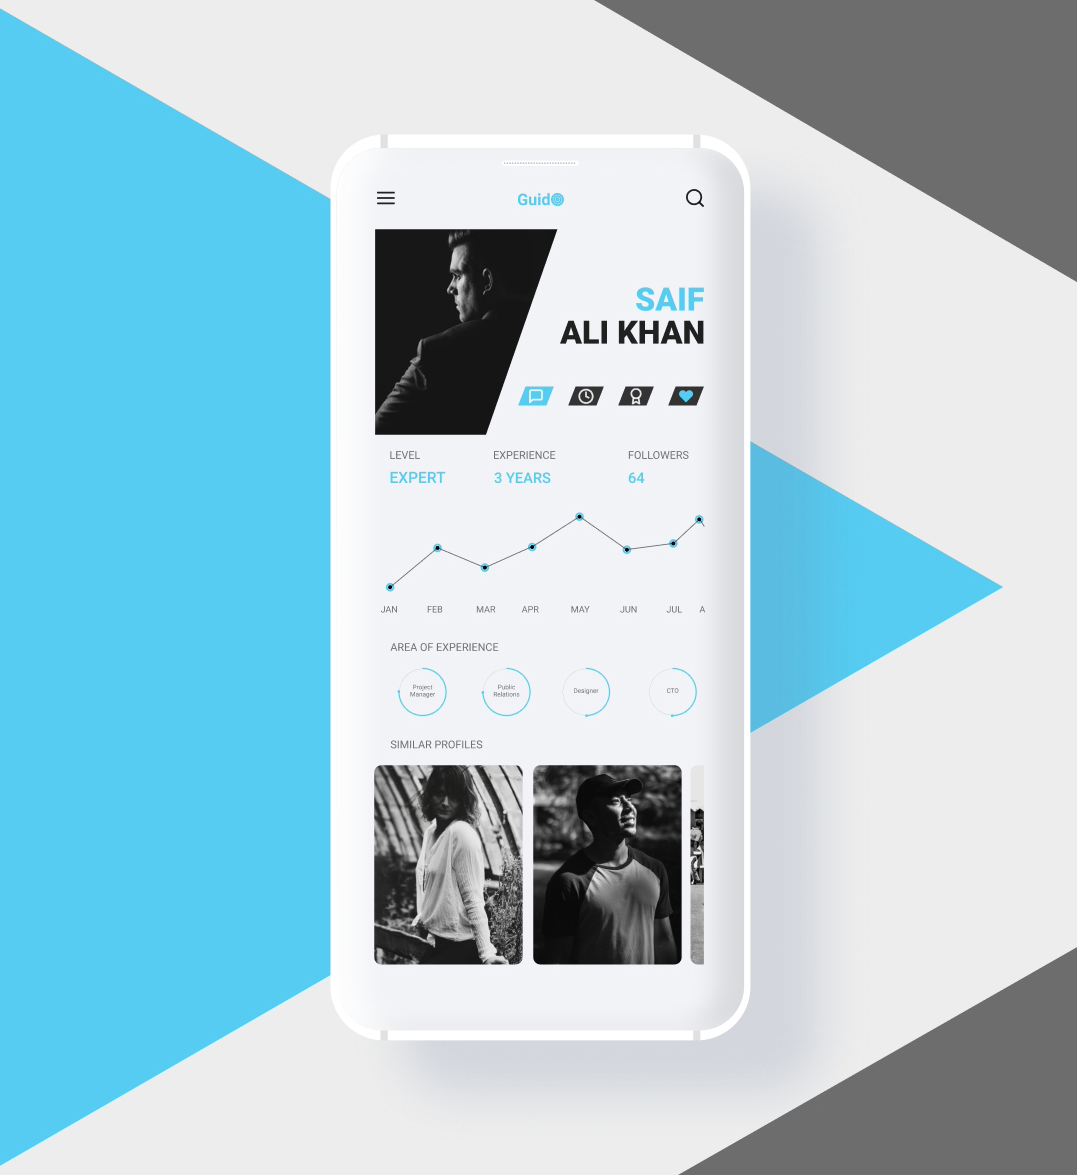 Guido
SAIF
ALI KHAN
LEVEL EXPERIENCE FOLLOWERS
EXPERT 3 YEARS 64
JAN FEB MAR APR MAY JUN JUL A
AREA OF EXPERIENCE
Project Manager
Public Relations
Designer
CTO
SIMILAR PROFILES